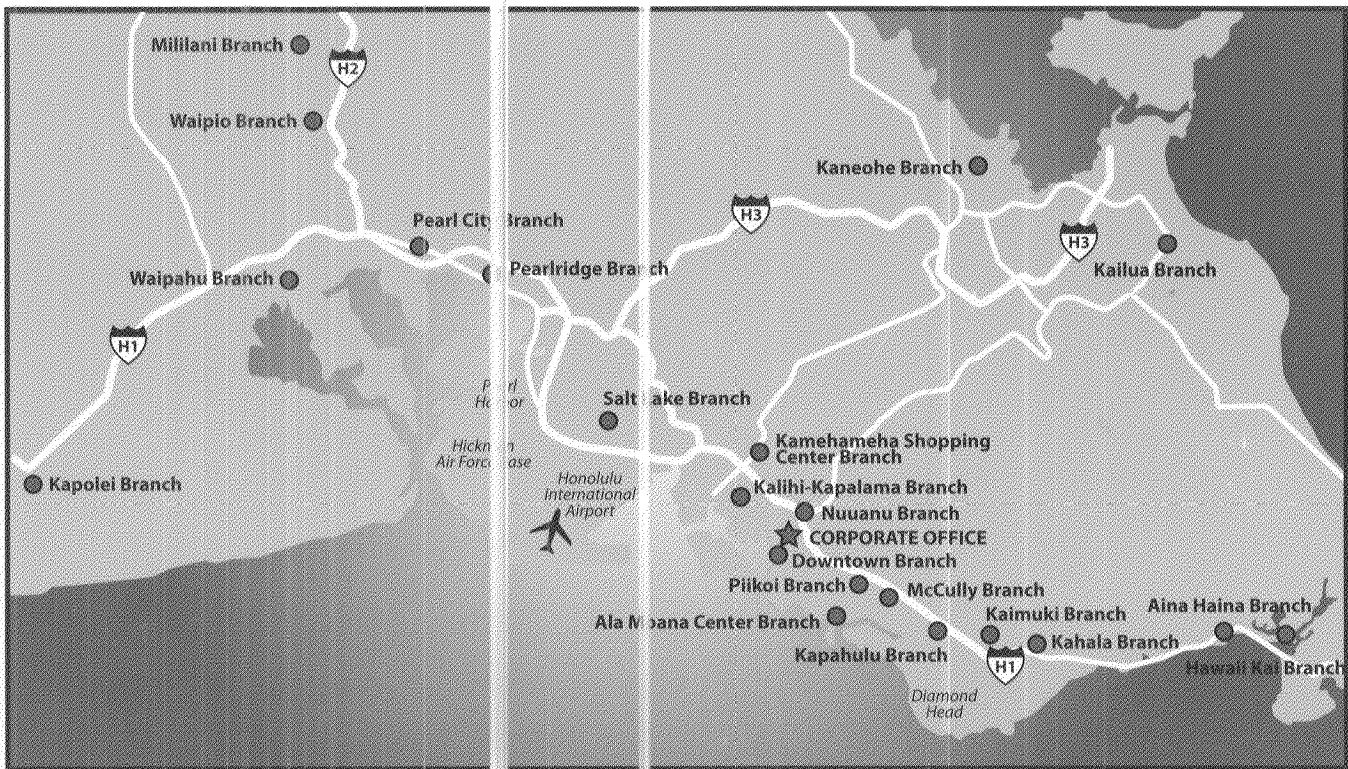 Mililani Branch
H2
Waipio Branch
Kaneohe Branch
Pearl City Branch
H3
H3
Kailua Branch
Pearlridge Branch
Waipahu Branch
H1
Pearl
Harbor
Salt Lake Branch
Hickman
Air Force Base
Kamehameha Shopping
Center Branch
Honolulu
International
Airport
Kapolei Branch
Kalihi-Kapalama Branch
Nuuanu Branch
CORPORATE OFFICE
Downtown Branch
Piikoi Branch
McCully Branch
Ala Moana Center Branch
Kaimuki Branch
Aina Haina Branch
Kapahulu Branch
Kahala Branch
H1
Hawaii Kai Branch
Diamond
Head